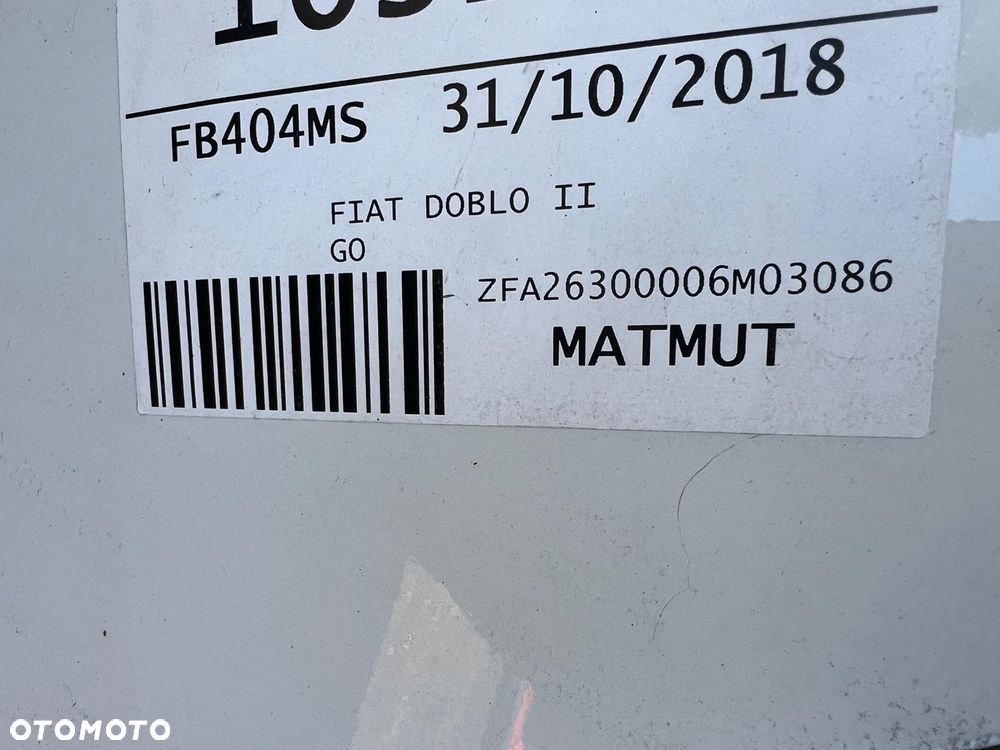 FB404MS 31/10/2018
FIAT DOBLO II
GO
ZFA26300006M03086
MATMUT
OTOMOTO